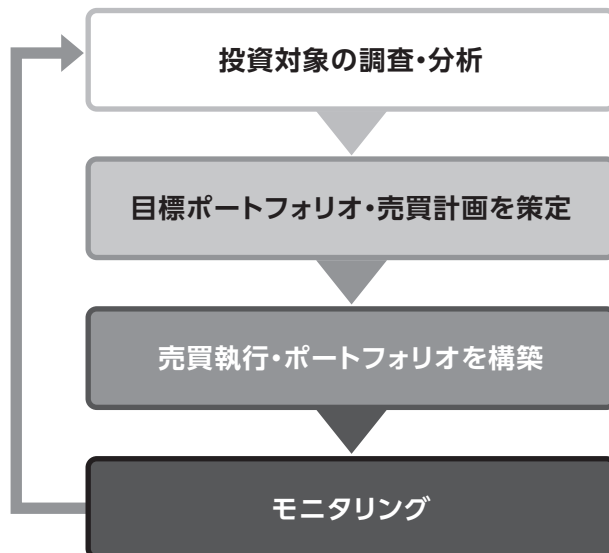 投資対象の調査・分析
目標ポートフォリオ・売買計画を策定
売買執行・ポートフォリオを構築
モニタリング